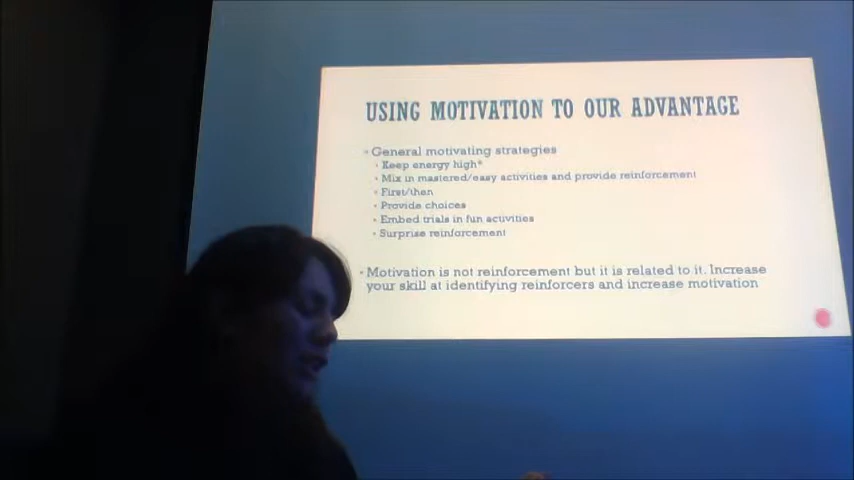 USING MOTIVATION TO OUR ADVANTAGE
• General motivating strategies
• Keep energy high*
• Mix in mastered/easy activities and provide reinforcement
• First/then
• Provide choices
• Embed trials in fun activities
• Surprise reinforcement
• Motivation is not reinforcement but it is related to it. Increase
your skill at identifying reinforcers and increase motivation